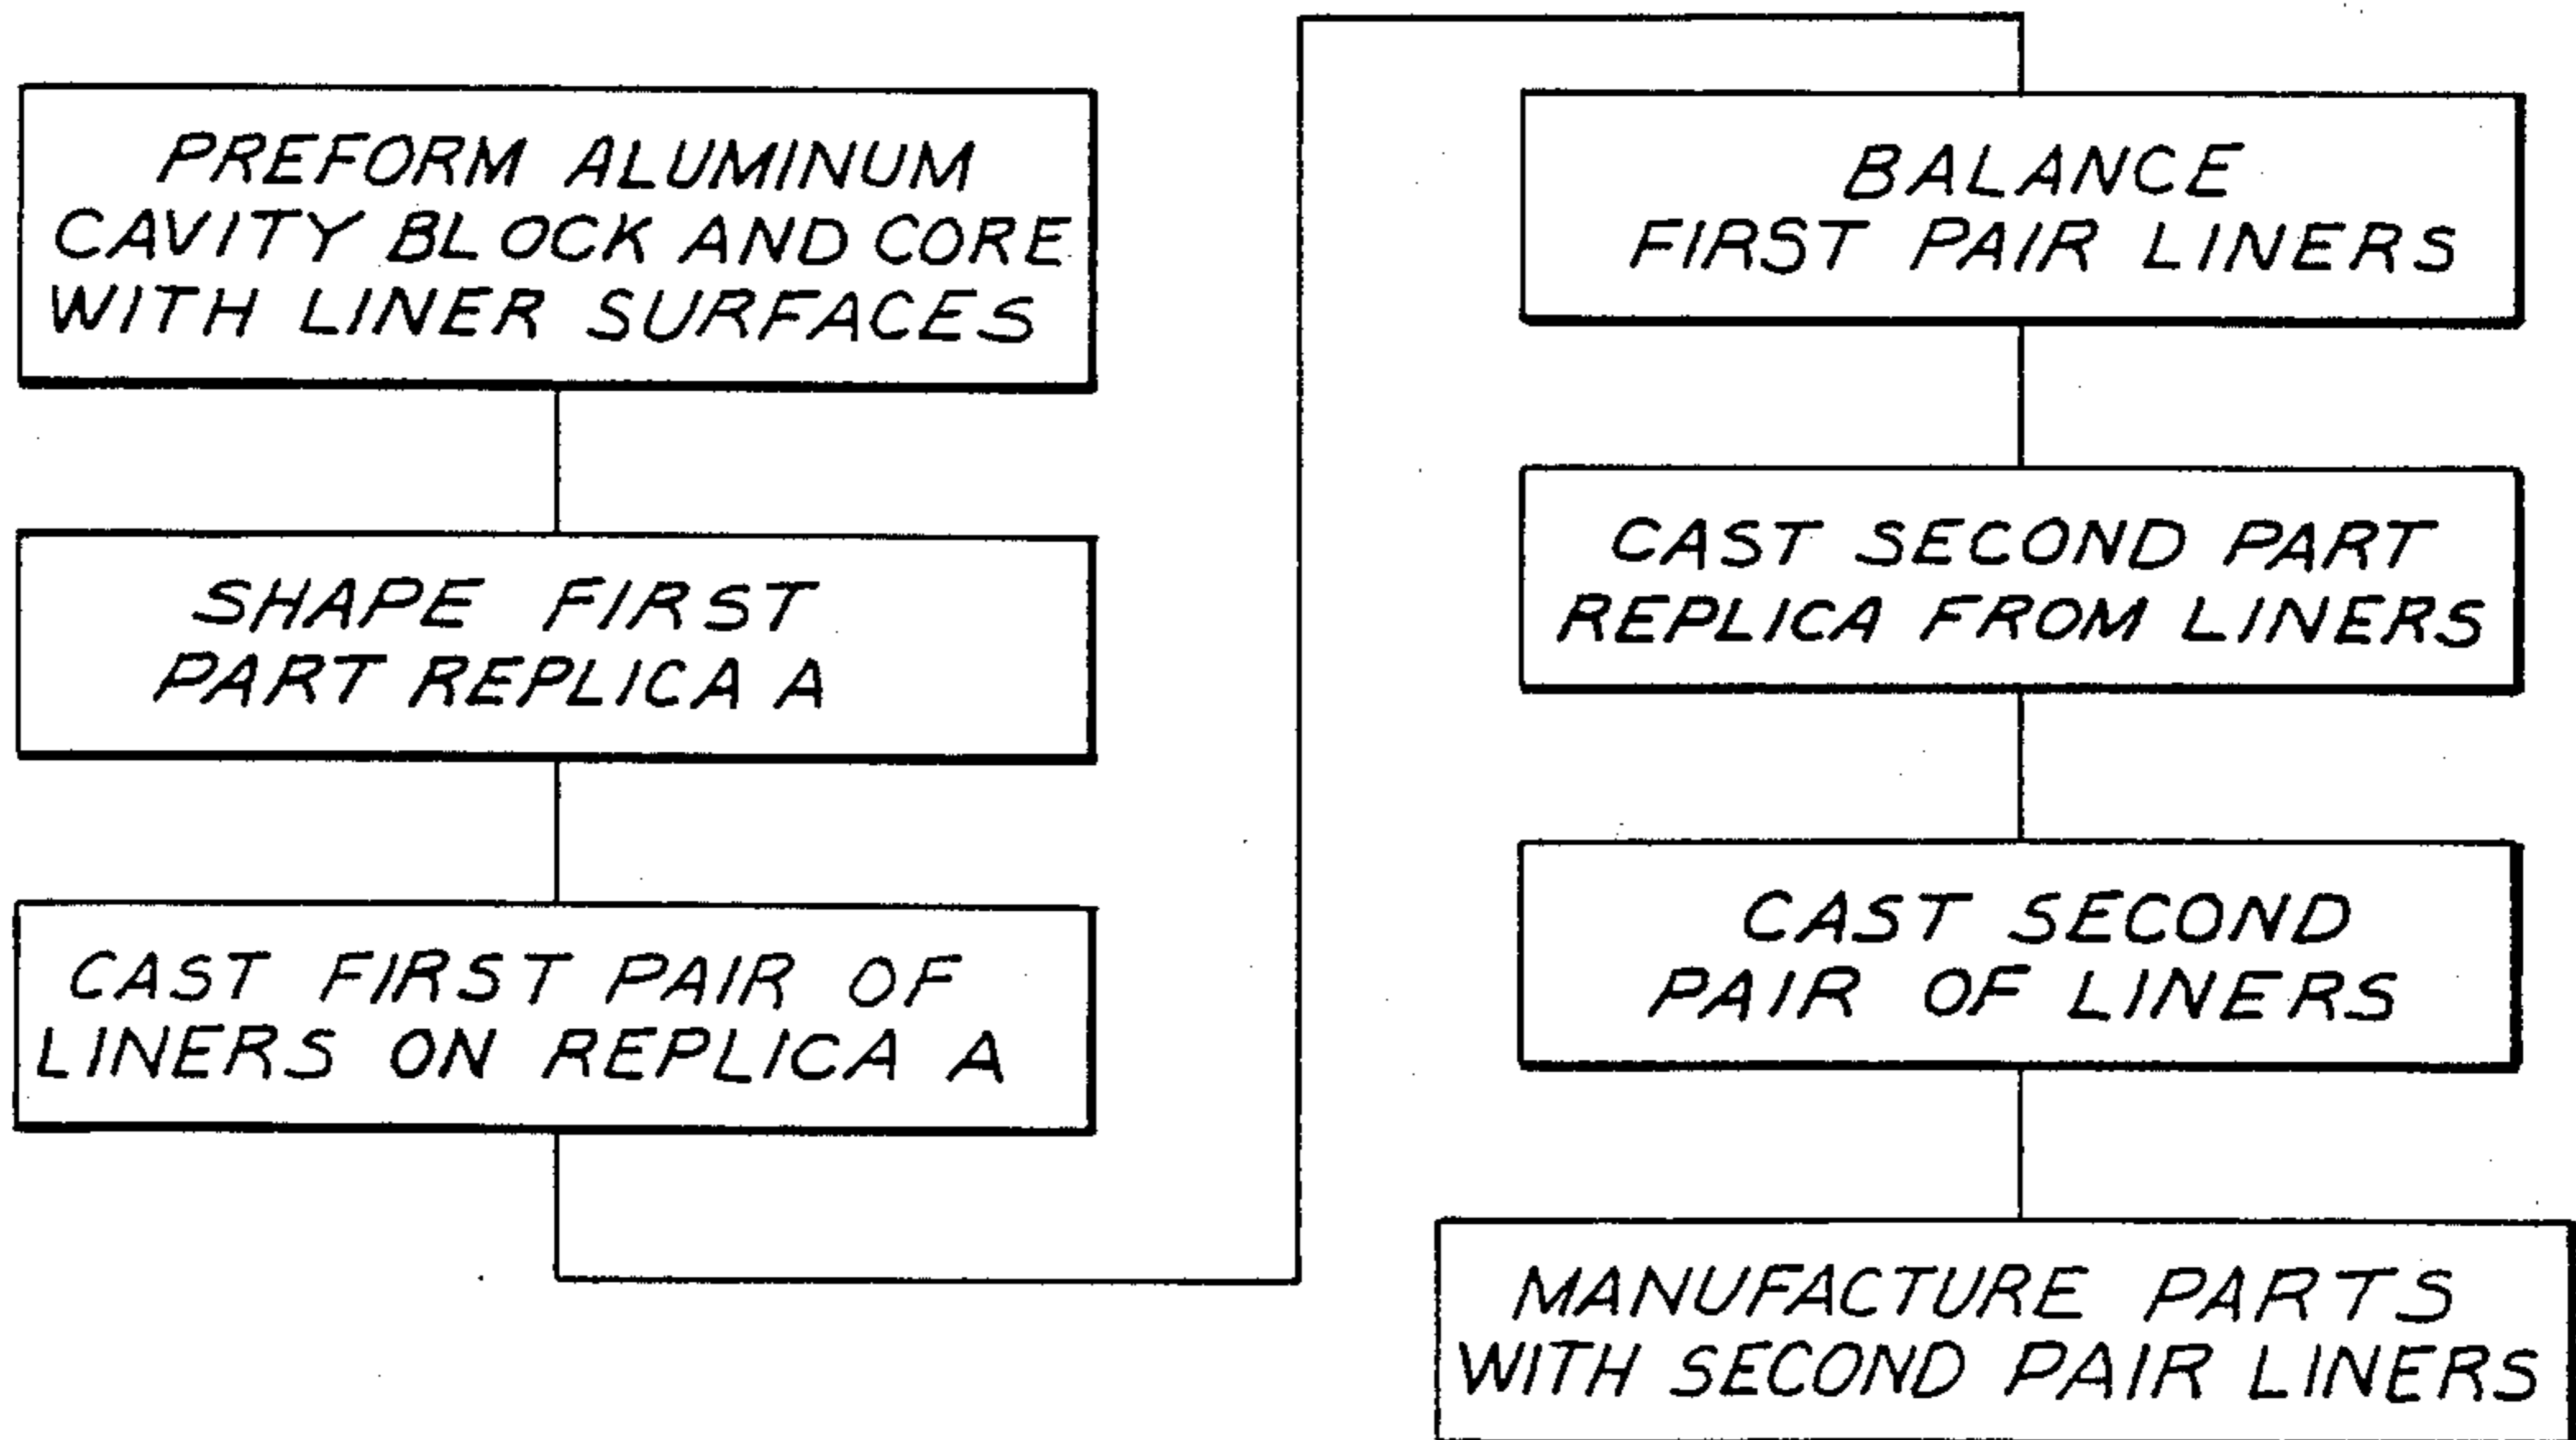 PREFORM ALUMINUM
CAVITY BLOCK AND CORE
WITH LINER SURFACES
SHAPE FIRST
PART REPLICA A
CAST FIRST PAIR OF
LINERS ON REPLICA A
BALANCE
FIRST PAIR LINERS
CAST SECOND PART
REPLICA FROM LINERS
CAST SECOND
PAIR OF LINERS
MANUFACTURE PARTS
WITH SECOND PAIR LINERS